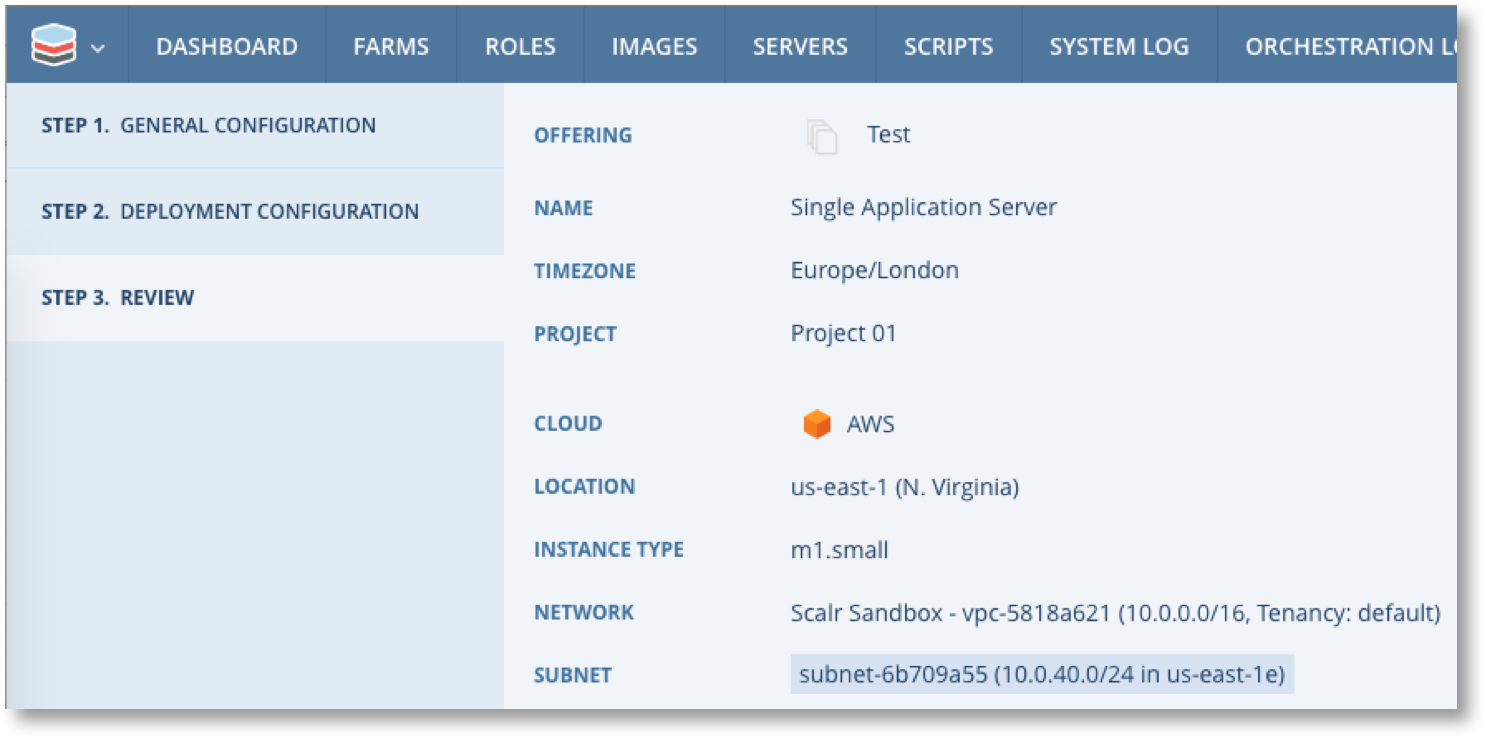 DASHBOARD FARMS ROLES IMAGES SERVERS SCRIPTS SYSTEM LOG ORCHESTRATION
STEP 1. GENERAL CONFIGURATION
STEP 2. DEPLOYMENT CONFIGURATION
STEP 3. REVIEW
OFFERING Test
NAME Single Application Server
TIMEZONE Europe/London
PROJECT Project 01
CLOUD AWS
LOCATION us-east-1 (N. Virginia)
INSTANCE TYPE m1.small
NETWORK Scalr Sandbox - vpc-5818a621 (10.0.0.0/16, Tenancy: default)
SUBNET subnet-6b709a55 (10.0.40.0/24 in us-east-1e)